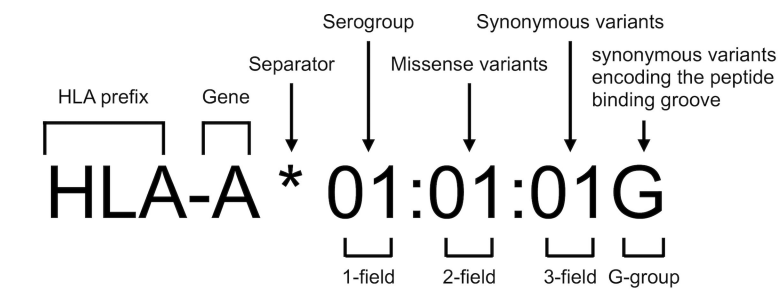 Serogroup
Synonymous variants
Separator
Missense variants
synonymous variants
encoding the peptide
binding groove
HLA prefix
Gene
HLA-A * 01:01:01G
1-field
2-field
3-field
G-group